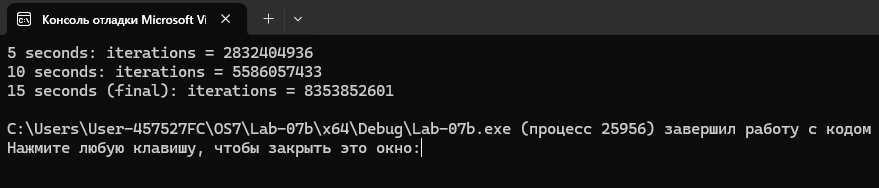 Консоль отладки Microsoft Vi
5 seconds: iterations = 2832404936
10 seconds: iterations = 5586057433
15 seconds (final): iterations = 8353852601
C:\Users\User-457527FC\OS7\Lab-07b\x64\Debug\Lab-07b.exe (процесс 25956) завершил работу с кодом
Нажмите любую клавишу, чтобы закрыть это окно: